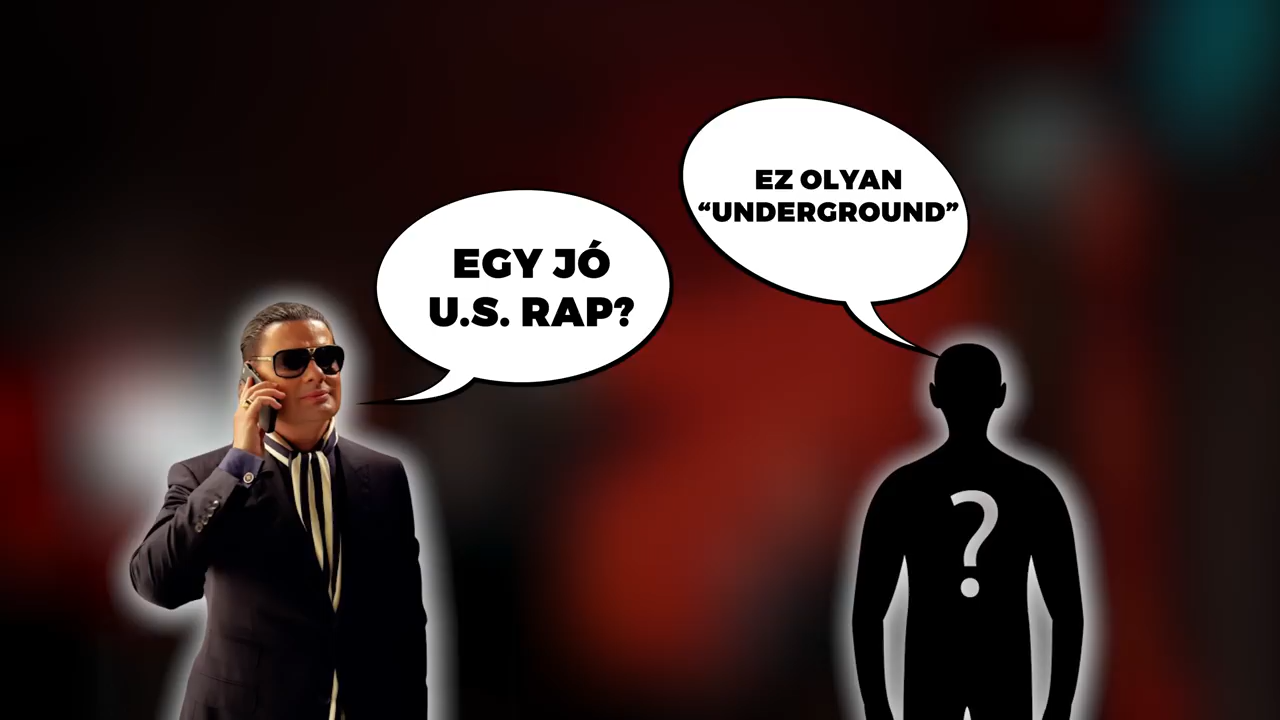 EGY JÓ
U.S. RAP?
EZ OLYAN
“UNDERGROUND”
?